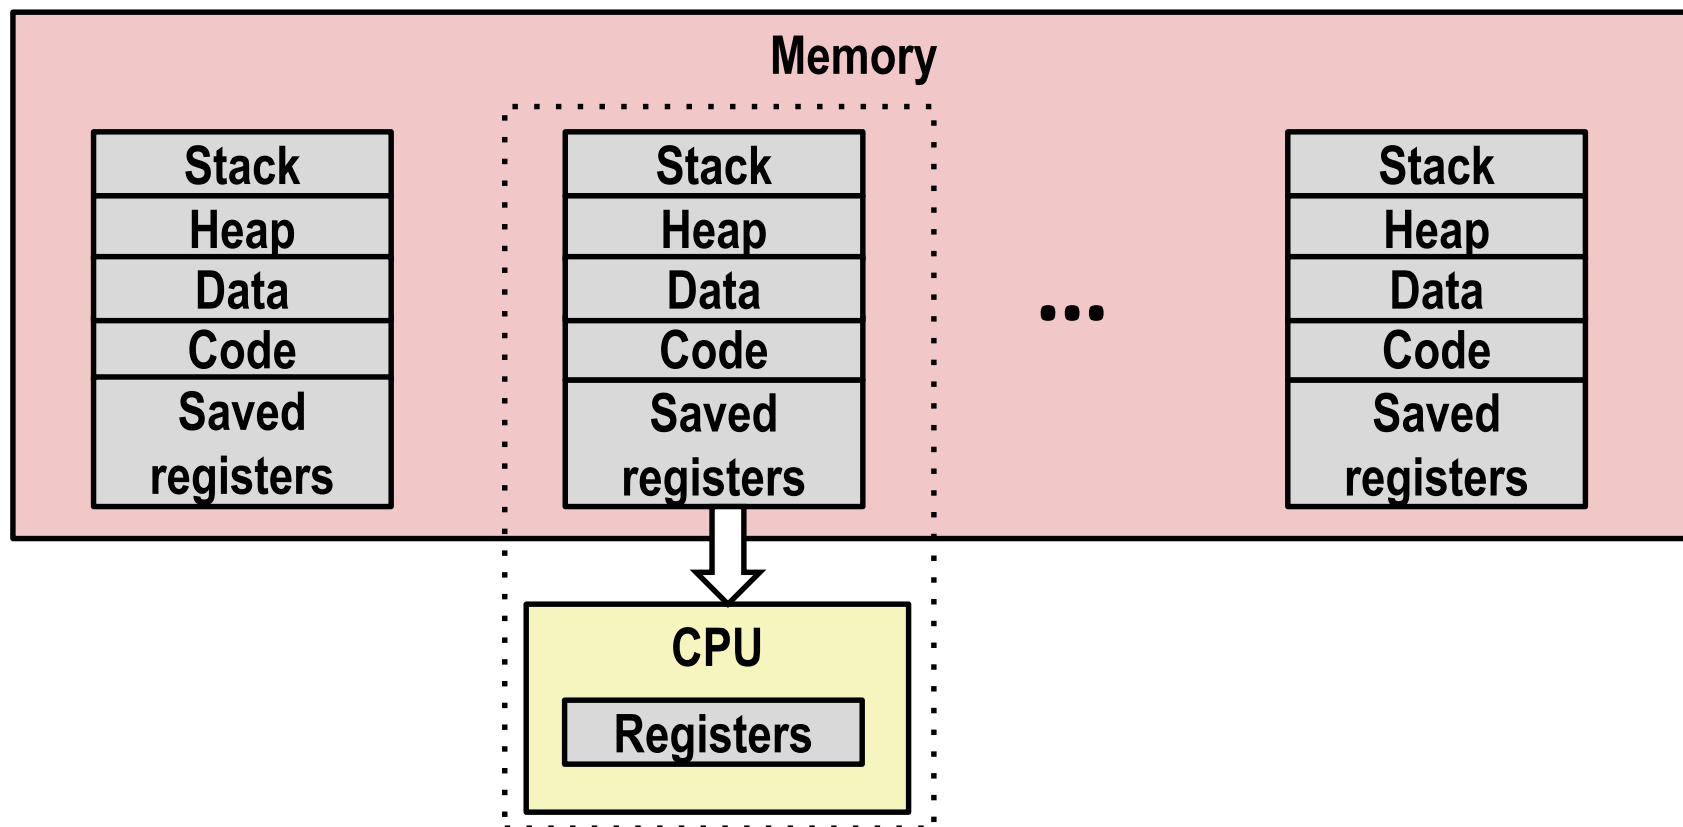 Memory
Stack
Heap
Data
Code
Saved
registers
Stack
Heap
Data
Code
Saved
registers
...
Stack
Heap
Data
Code
Saved
registers
CPU
Registers